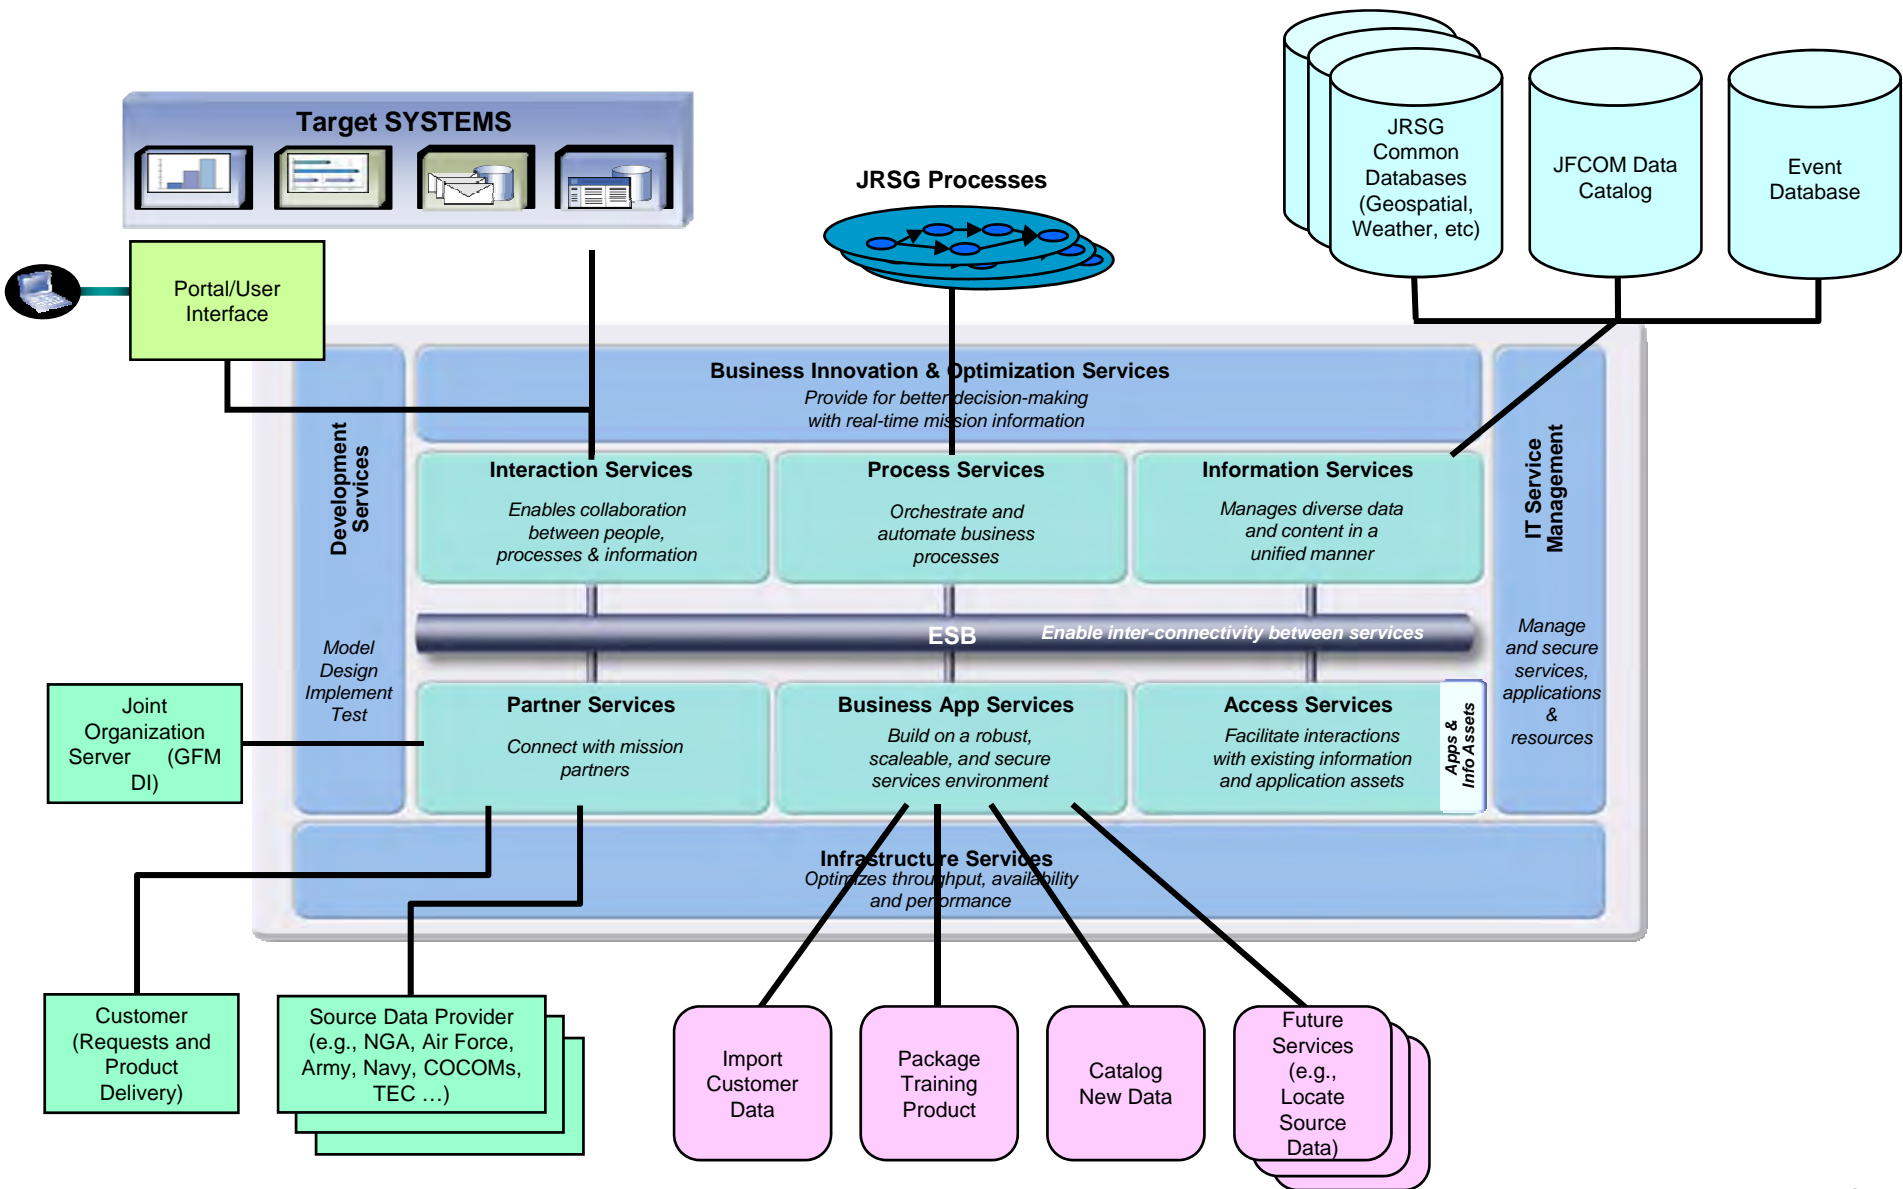 Target SYSTEMS
JRSG Processes
JRSG
Common
Databases
(Geospatial,
Weather, etc)
JFCOM Data
Catalog
Event
Database
Portal/User
Interface
Business Innovation & Optimization Services
Provide for better decision-making
with real-time mission information
Development
Services
Model
Design
Implement
Test
Interaction Services
Enables collaboration
between people,
processes & information
Process Services
Orchestrate and
automate business
processes
Information Services
Manages diverse data
and content in a
unified manner
IT Service
Management
Manage
and secure
services,
applications
&
resources
ESB
Enable inter-connectivity between services
Joint
Organization
Server (GFM
DI)
Partner Services
Connect with mission
partners
Business App Services
Build on a robust,
scaleable, and secure
services environment
Access Services
Facilitate interactions
with existing information
and application assets
Apps &
Info Assets
Infrastructure Services
Optimizes throughput, availability
and performance
Customer
(Requests and
Product
Delivery)
Source Data Provider
(e.g., NGA, Air Force,
Army, Navy, COCOMs,
TEC …)
Import
Customer
Data
Package
Training
Product
Catalog
New Data
Future
Services
(e.g.,
Locate
Source
Data)